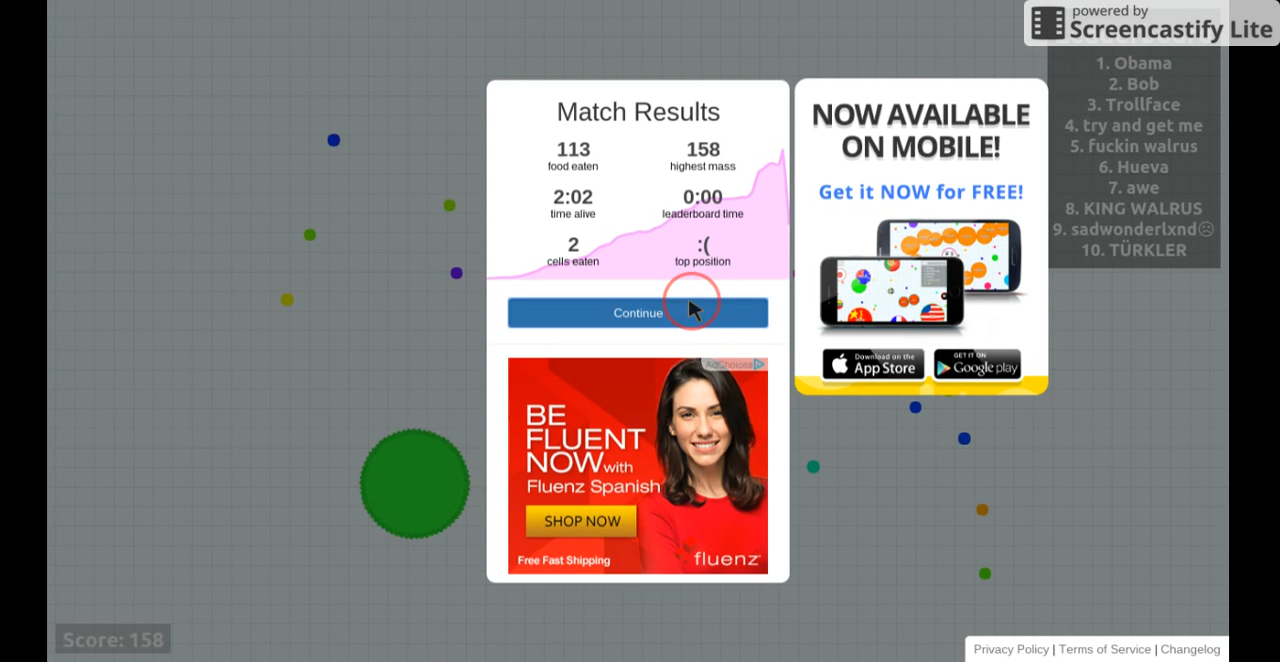 powered by
Screencastify Lite
1. Obama
2. Bob
3. Trollface
4. try and get me
5. fuckin walrus
6. Hueva
7. awe
8. KING WALRUS
9. sadwonderlxnd☹
10. TÜRKLER
Match Results
113
food eaten
158
highest mass
2:02
time alive
0:00
leaderboard time
2
cells eaten
:(
top position
Continue
AdChoices
BE
FLUENT
NOW with
Fluenz Spanish
SHOP NOW
Free Fast Shipping
fluenz
NOW AVAILABLE
ON MOBILE!
Get it NOW for FREE!
Download on the
App Store
GET IT ON
Google play
Score: 158
Privacy Policy | Terms of Service | Changelog